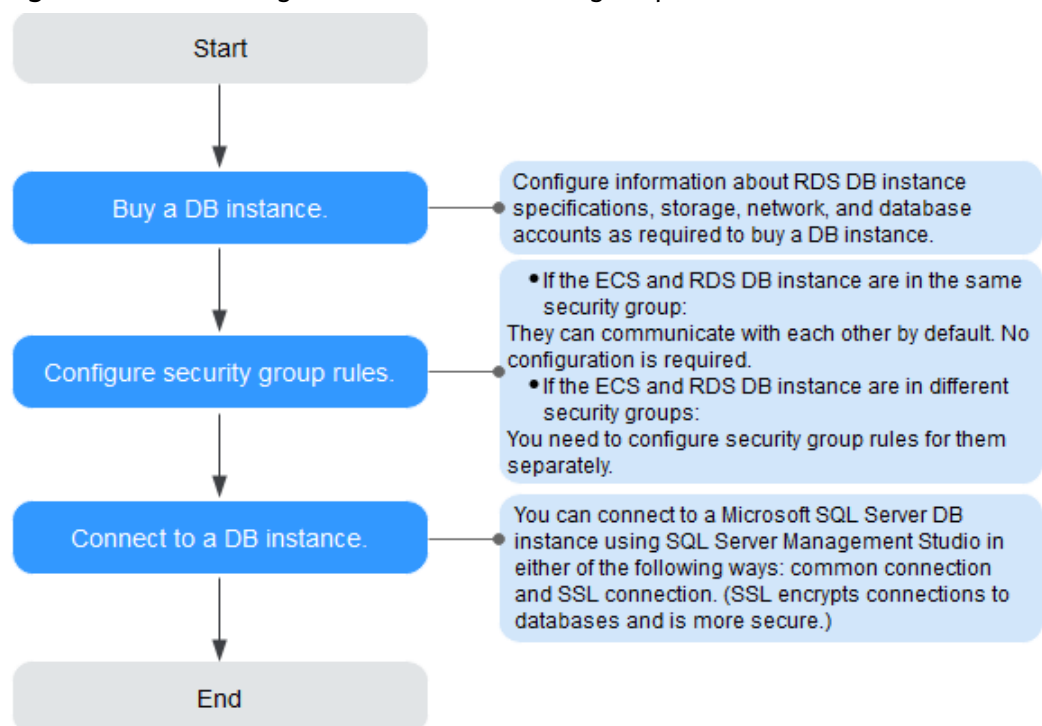 Start
Buy a DB instance.
Configure information about RDS DB instance
specifications, storage, network, and database
accounts as required to buy a DB instance.
Configure security group rules.
• If the ECS and RDS DB instance are in the same
security group:
They can communicate with each other by default. No
configuration is required.
• If the ECS and RDS DB instance are in different
security groups:
You need to configure security group rules for them
separately.
Connect to a DB instance.
You can connect to a Microsoft SQL Server DB
instance using SQL Server Management Studio in
either of the following ways: common connection
and SSL connection. (SSL encrypts connections to
databases and is more secure.)
End